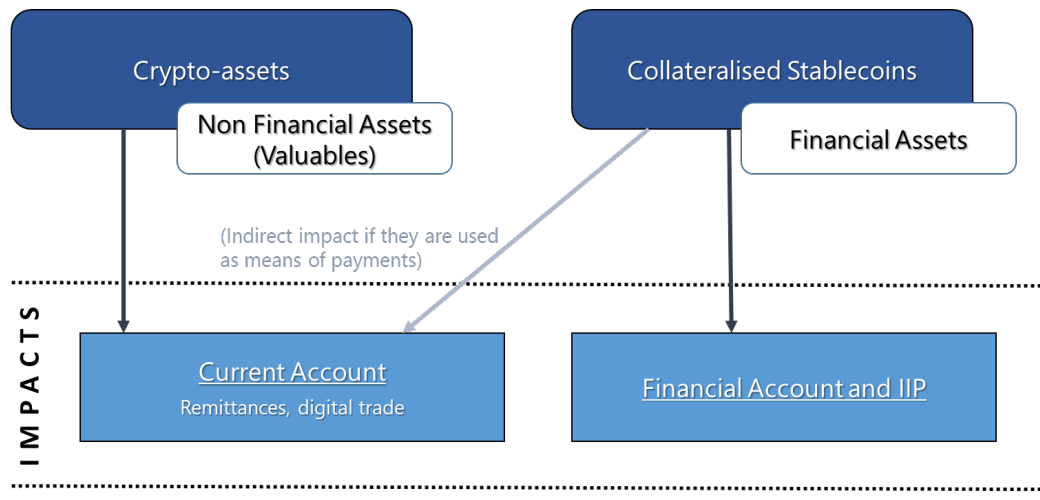 Crypto-assets
Collateralised Stablecoins
Non Financial Assets
(Valuables)
Financial Assets
(Indirect impact if they are used
as means of payments)
IMPACTS
Current Account
Remittances, digital trade
Financial Account and IIP